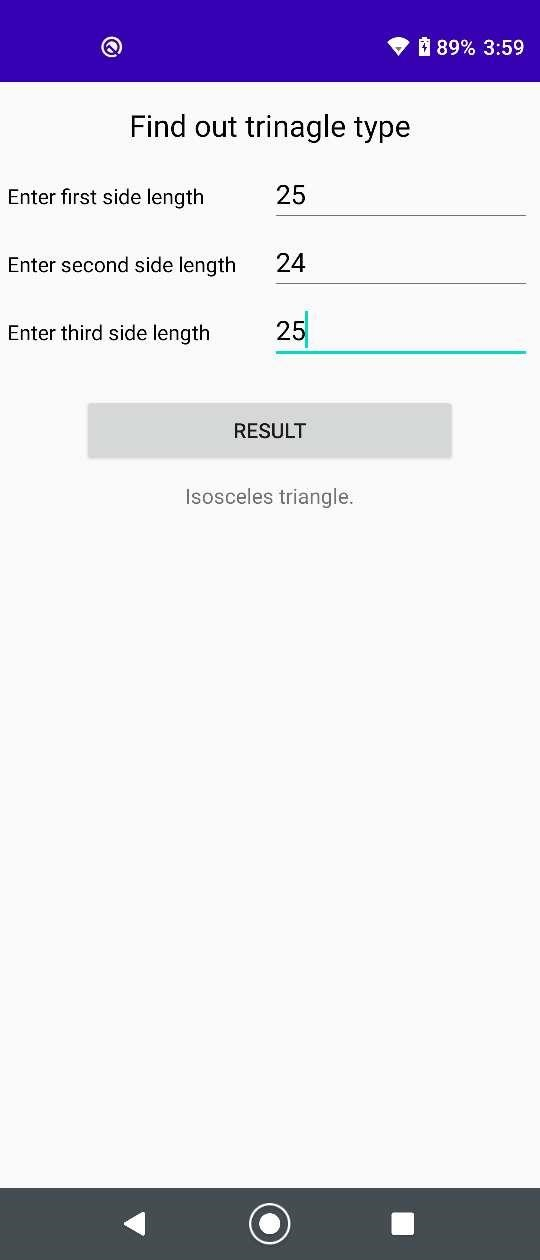 89% 3:59
Find out trinagle type
Enter first side length 25
Enter second side length 24
Enter third side length 25
RESULT
Isosceles triangle.